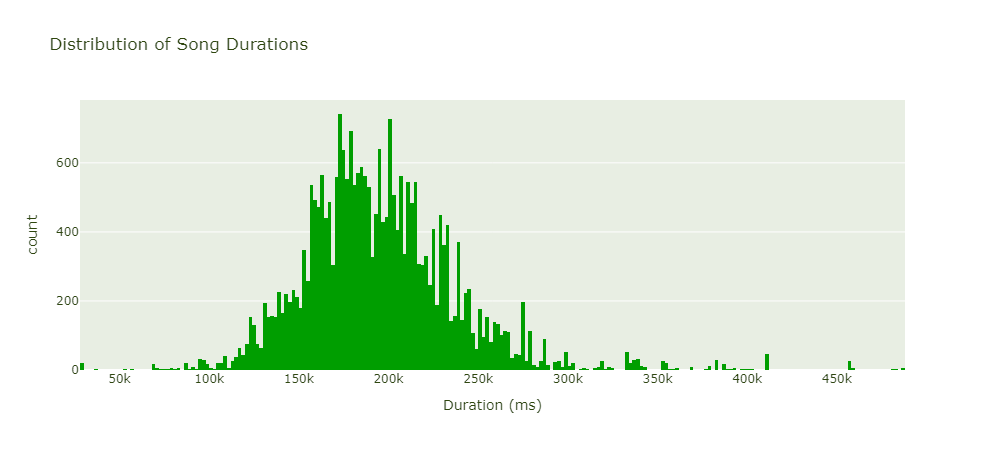 Distribution of Song Durations
600
400
200
0
count
50k 100k 150k 200k 250k 300k 350k 400k 450k
Duration (ms)